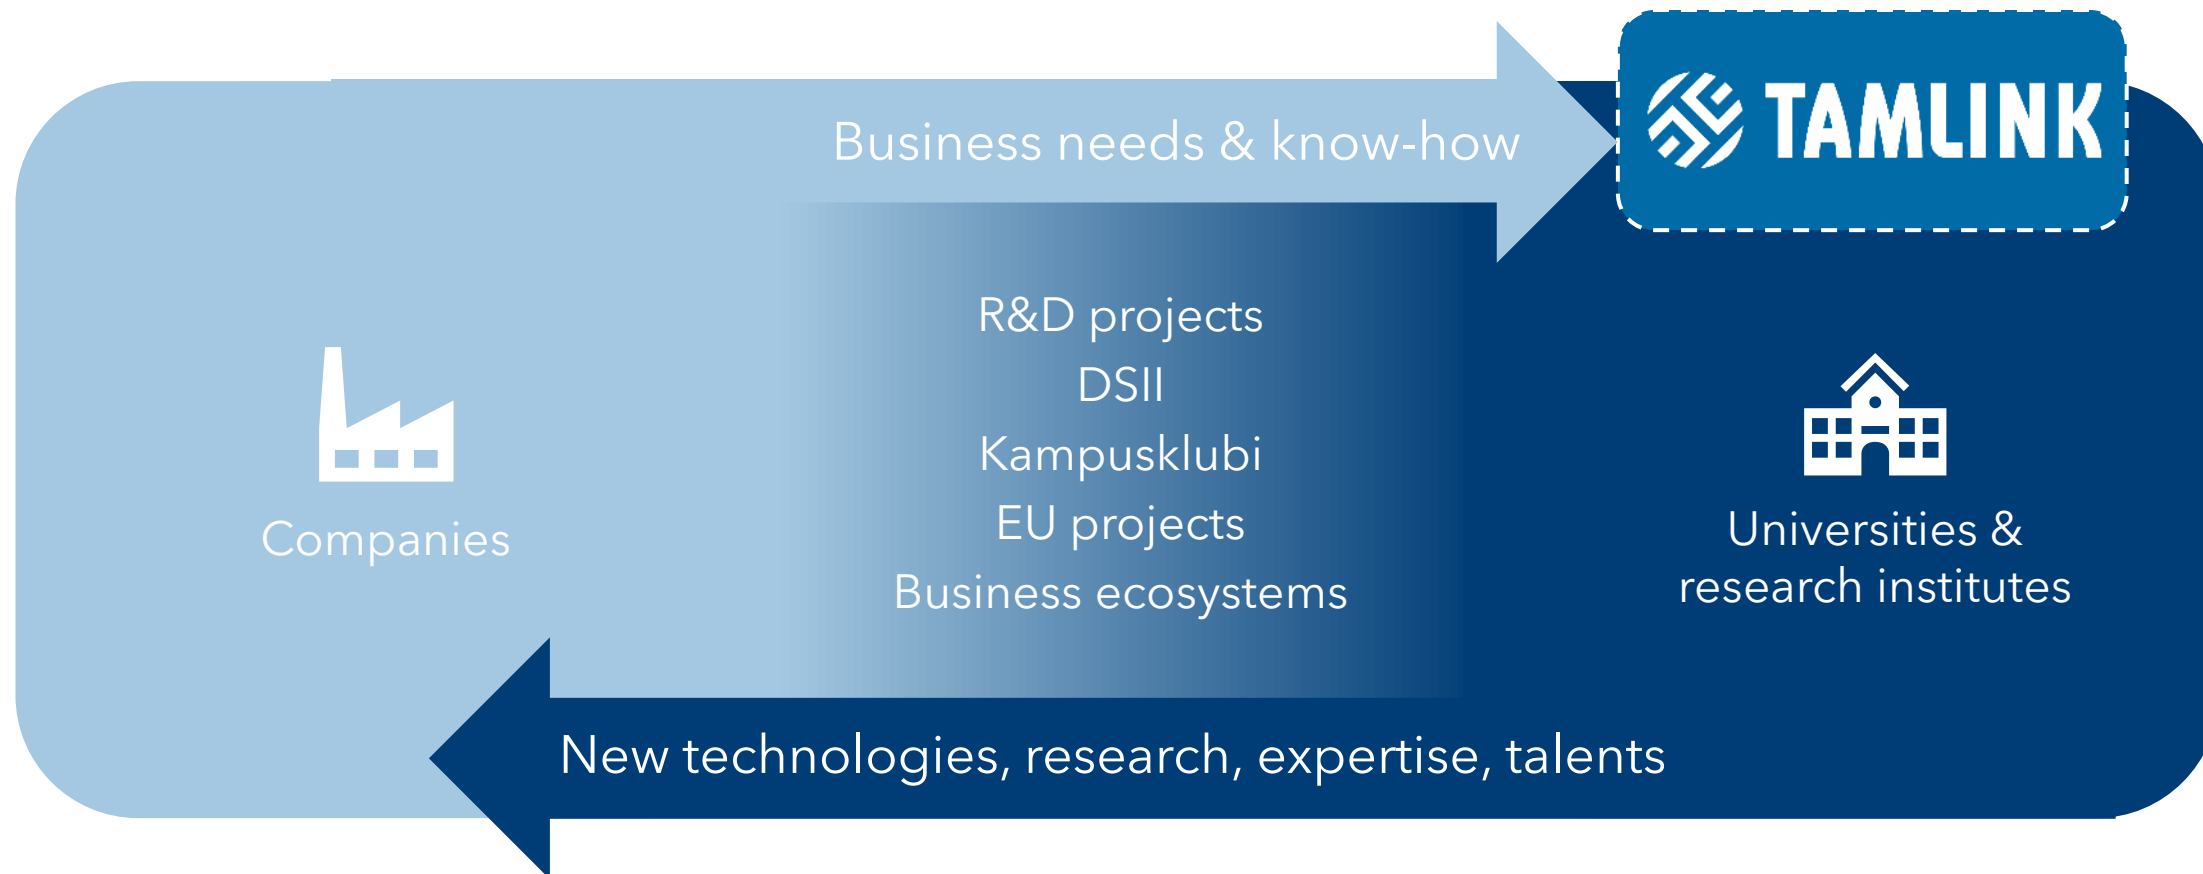 Business needs & know-how
TAMLINK
R&D projects
DSII
Kampusklubi
EU projects
Business ecosystems
Companies
Universities &
research institutes
New technologies, research, expertise, talents